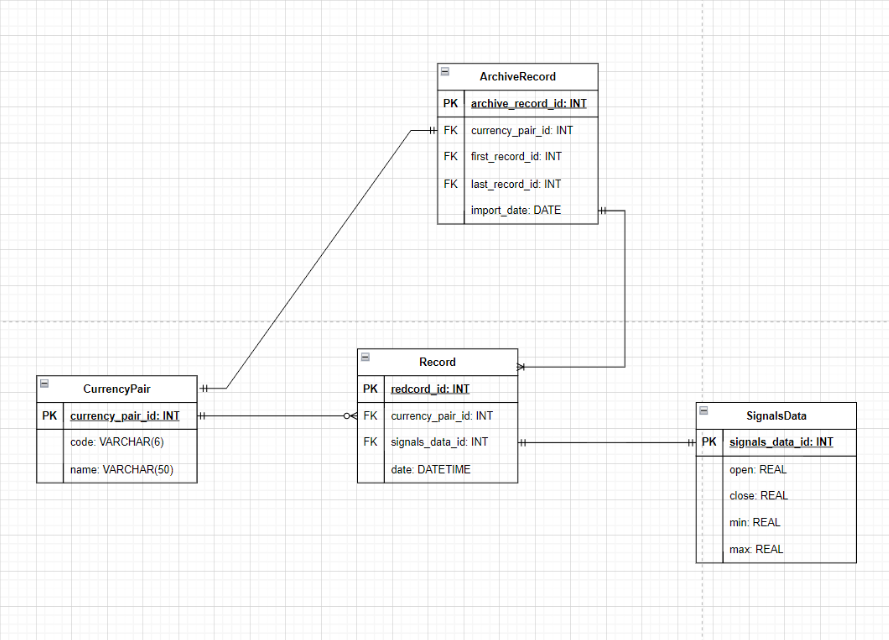 ArchiveRecord
PK archive_record_id: INT
FK currency_pair_id: INT
FK first_record_id: INT
FK last_record_id: INT
import_date: DATE
CurrencyPair
PK currency_pair_id: INT
code: VARCHAR(6)
name: VARCHAR(50)
Record
PK redcord_id: INT
FK currency_pair_id: INT
FK signals_data_id: INT
date: DATETIME
SignalsData
PK signals_data_id: INT
open: REAL
close: REAL
min: REAL
max: REAL